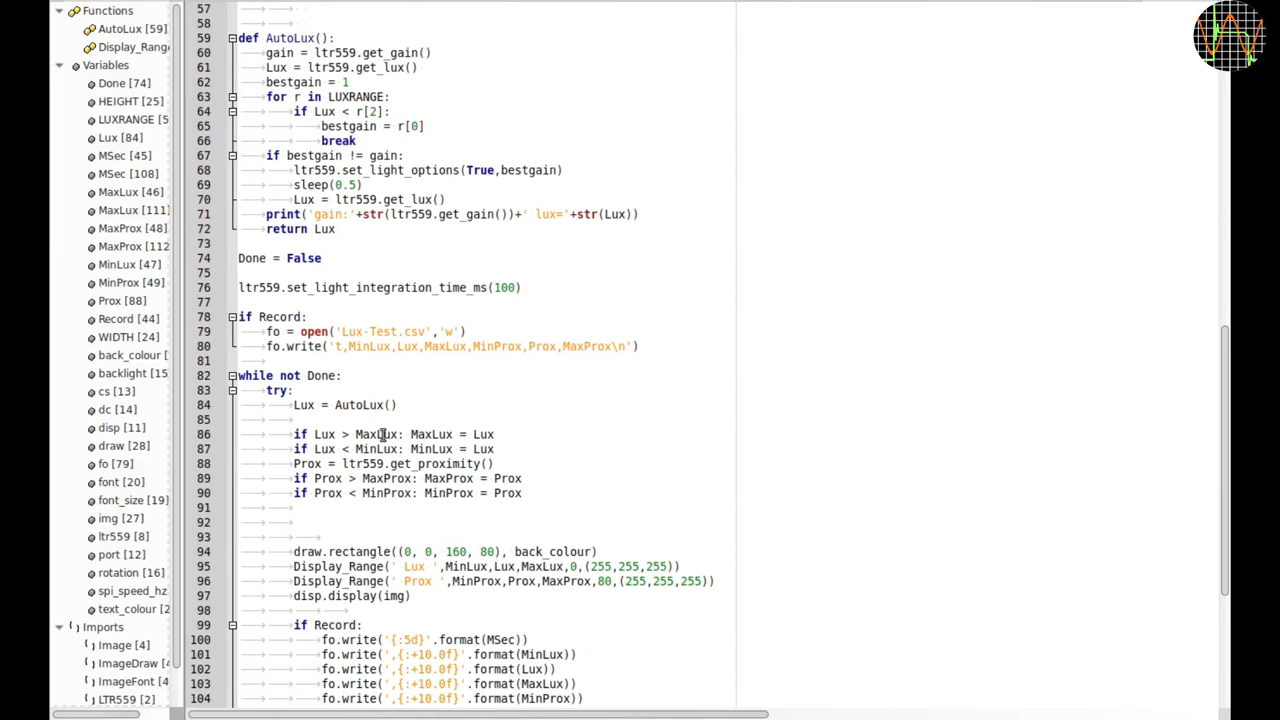 Functions
AutoLux [59]
Display_Rang
Variables
Done [74]
HEIGHT [25]
LUXRANGE [5
Lux [84]
MSec [45]
MSec [108]
MaxLux [46]
MaxLux [111]
MaxProx [48]
MaxProx [112
MinLux [47]
MinProx [49]
Prox [88]
Record [44]
WIDTH [24]
back_colour [
backlight [15
cs [13]
dc [14]
disp [11]
draw [28]
fo [79]
font [20]
font_size [19]
img [27]
ltr559 [8]
port [12]
rotation [16]
spi_speed_hz
text_colour [2
Imports
Image [4]
ImageDraw [4
ImageFont [4]
LTR559 [2]
57
58
59 def AutoLux():
60 gain = ltr559.get_gain()
61 Lux = ltr559.get_lux()
62 bestgain = 1
63 for r in LUXRANGE:
64 if Lux < r[2]:
65 bestgain = r[0]
66 break
67 if bestgain != gain:
68 ltr559.set_light_options(True,bestgain)
69 sleep(0.5)
70 Lux = ltr559.get_lux()
71 print('gain:'+str(ltr559.get_gain())+' lux='+str(Lux))
72 return Lux
73
74 Done = False
75
76 ltr559.set_light_integration_time_ms(100)
77
78 if Record:
79 fo = open('Lux-Test.csv','w')
80 fo.write('t,MinLux,Lux,MaxLux,MinProx,Prox,MaxProx\n')
81
82 while not Done:
83 try:
84 Lux = AutoLux()
85
86 if Lux > MaxLux: MaxLux = Lux
87 if Lux < MinLux: MinLux = Lux
88 Prox = ltr559.get_proximity()
89 if Prox > MaxProx: MaxProx = Prox
90 if Prox < MinProx: MinProx = Prox
91
92
93
94 draw.rectangle((0, 0, 160, 80), back_colour)
95 Display_Range(' Lux ',MinLux,Lux,MaxLux,0,(255,255,255))
96 Display_Range(' Prox ',MinProx,Prox,MaxProx,80,(255,255,255))
97 disp.display(img)
98
99 if Record:
100 fo.write('{:5d}'.format(MSec))
101 fo.write(',{:+10.0f}'.format(MinLux))
102 fo.write(',{:+10.0f}'.format(Lux))
103 fo.write(',{:+10.0f}'.format(MaxLux))
104 fo.write(',{:+10.0f}'.format(MinProx))